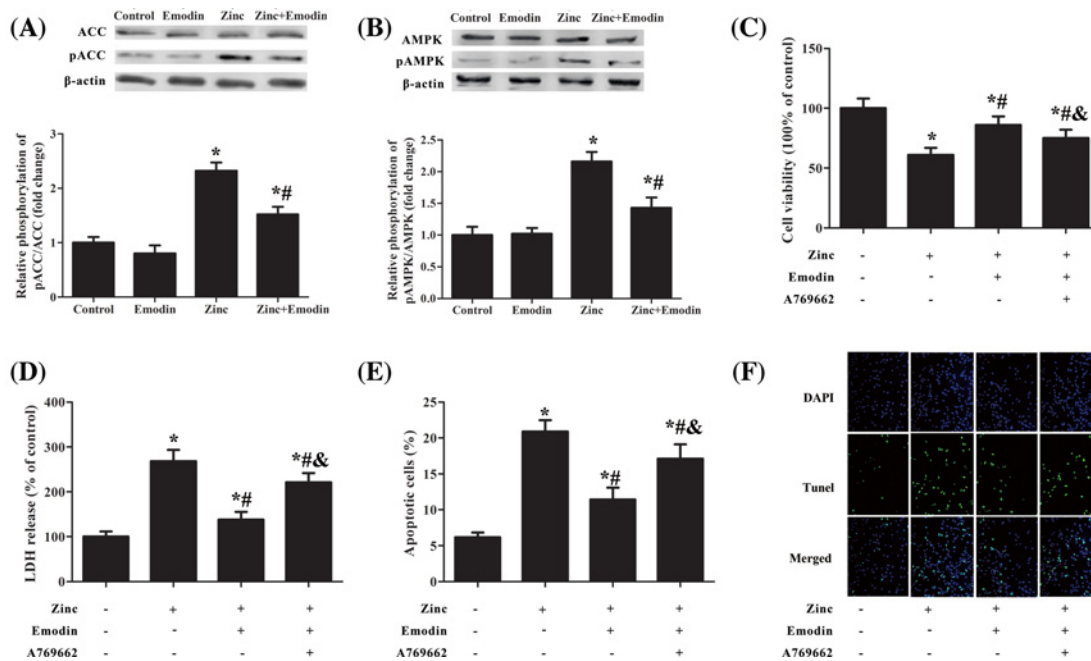 (A)
Control Emodin Zinc Zinc+Emodin
ACC
pACC
β-actin
Relative phosphorylation of
pACC/ACC (fold change)
3
2
1
0
*
*#
Control Emodin Zinc Zinc+Emodin
(B)
Control Emodin Zinc Zinc+Emodin
AMPK
pAMPK
β-actin
Relative phosphorylation of
pAMPK/AMPK (fold change)
2.5
2.0
1.5
1.0
0.5
0.0
*
*#
Control Emodin Zinc Zinc+Emodin
(C)
Cell viability (100% of control)
150
100
50
0
*
*#
*#&
Zinc - + + +
Emodin - - + +
A769662 - - - +
(D)
LDH release (% of control)
400
300
200
100
0
*
*#
*#&
Zinc - + + +
Emodin - - + +
A769662 - - - +
(E)
Apoptotic cells (%)
25
20
15
10
5
0
*
*#
*#&
Zinc - + + +
Emodin - - + +
A769662 - - - +
(F)
DAPI
Tunel
Merged
Zinc - + + +
Emodin - - + +
A769662 - - - +